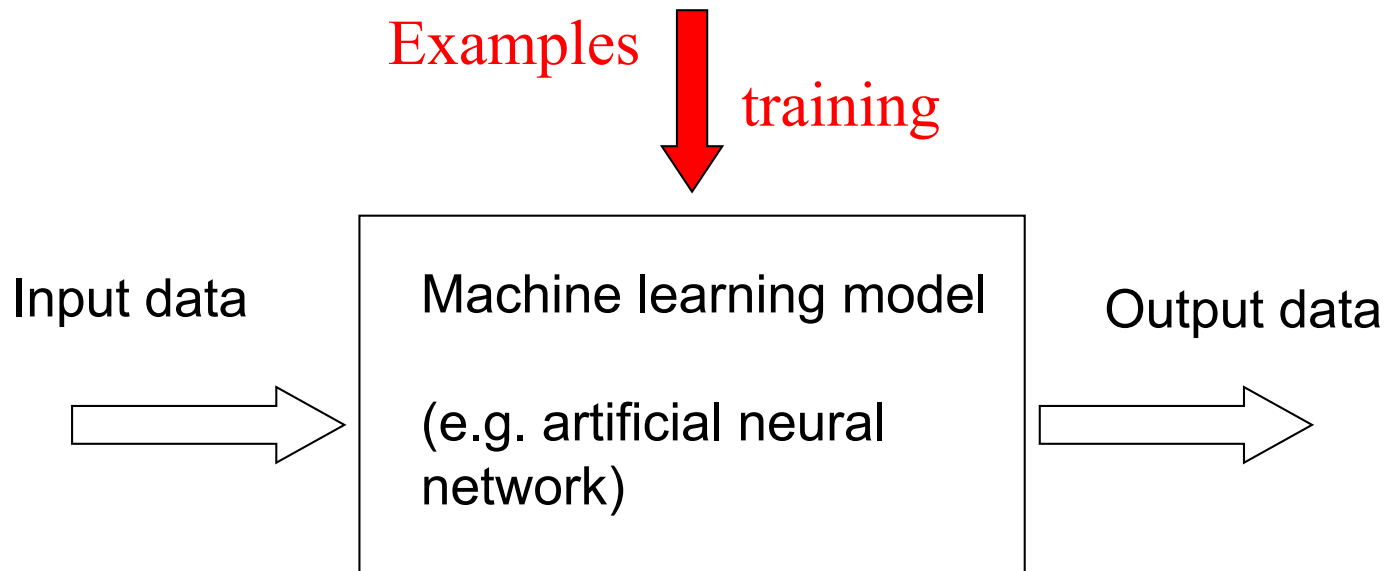 Examples
training
Input data
Machine learning model
(e.g. artificial neural
network)
Output data